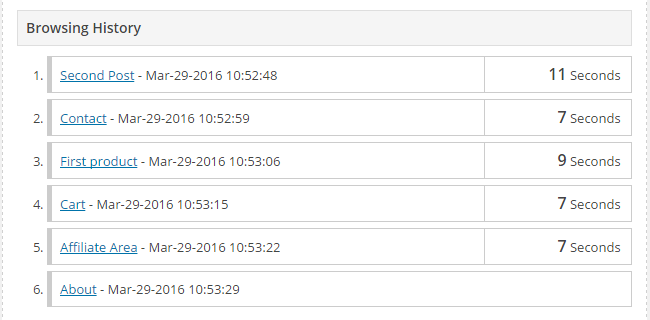 Browsing History
1. Second Post - Mar-29-2016 10:52:48 11 Seconds
2. Contact - Mar-29-2016 10:52:59 7 Seconds
3. First product - Mar-29-2016 10:53:06 9 Seconds
4. Cart - Mar-29-2016 10:53:15 7 Seconds
5. Affiliate Area - Mar-29-2016 10:53:22 7 Seconds
6. About - Mar-29-2016 10:53:29